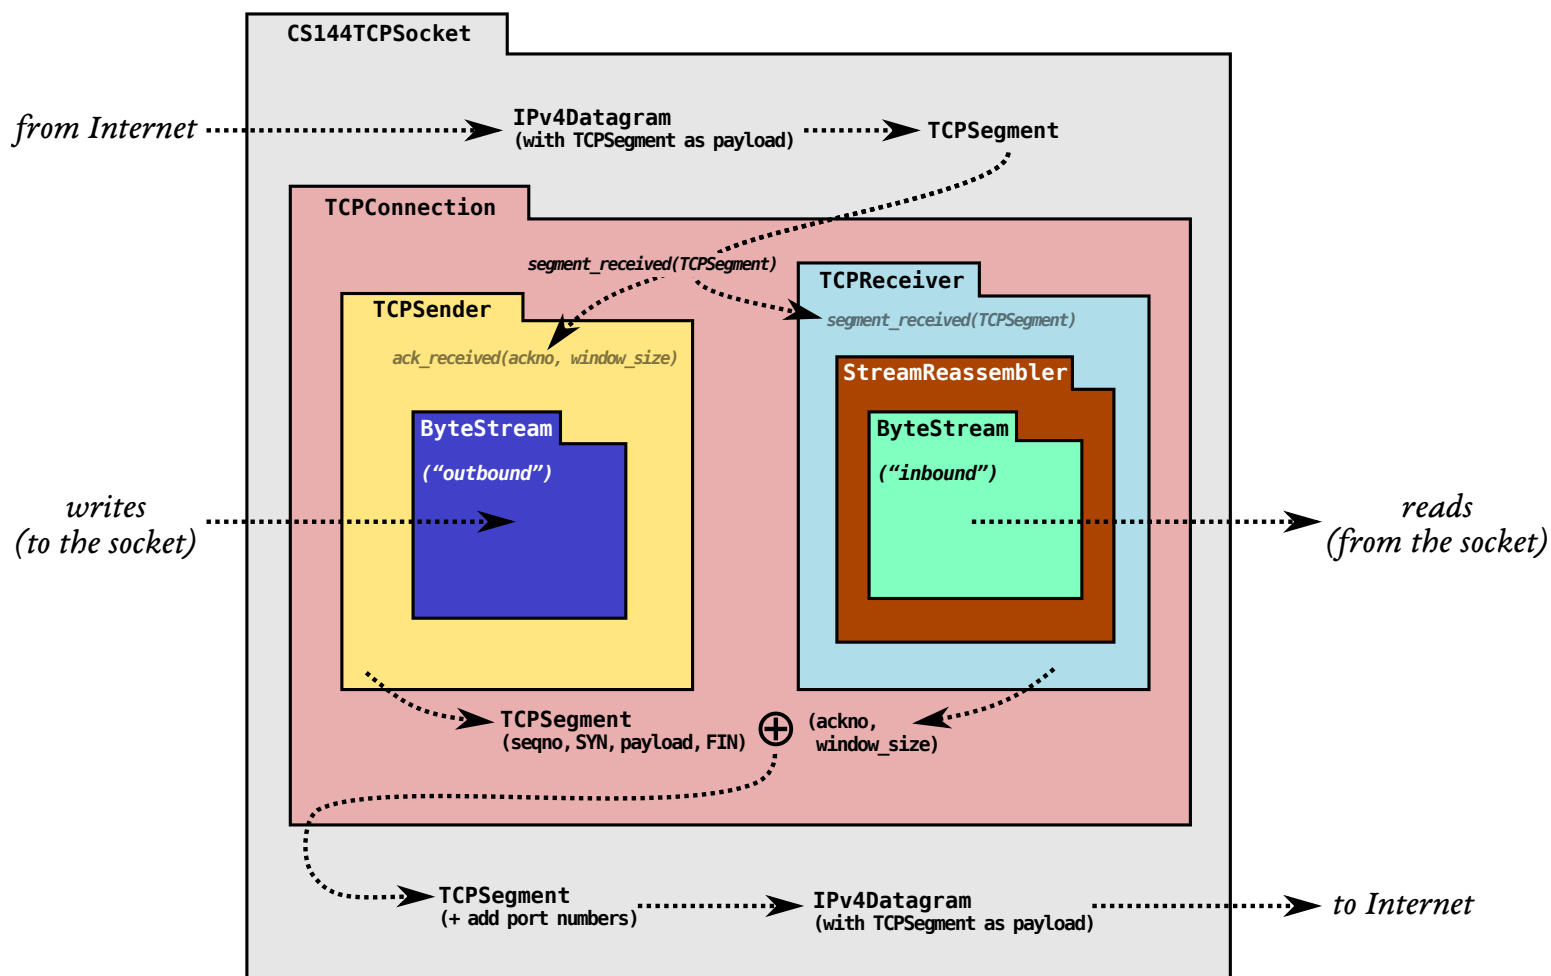 CS144TCPSocket
from Internet
IPv4Datagram
(with TCPSegment as payload)
TCPSegment
TCPConnection
segment_received(TCPSegment)
TCPSender
ack_received(ackno, window_size)
ByteStream
(“outbound”)
TCPReceiver
segment_received(TCPSegment)
StreamReassembler
ByteStream
(“inbound”)
writes
(to the socket)
reads
(from the socket)
TCPSegment
(seqno, SYN, payload, FIN)
(ackno,
window_size)
TCPSegment
(+ add port numbers)
IPv4Datagram
(with TCPSegment as payload)
to Internet